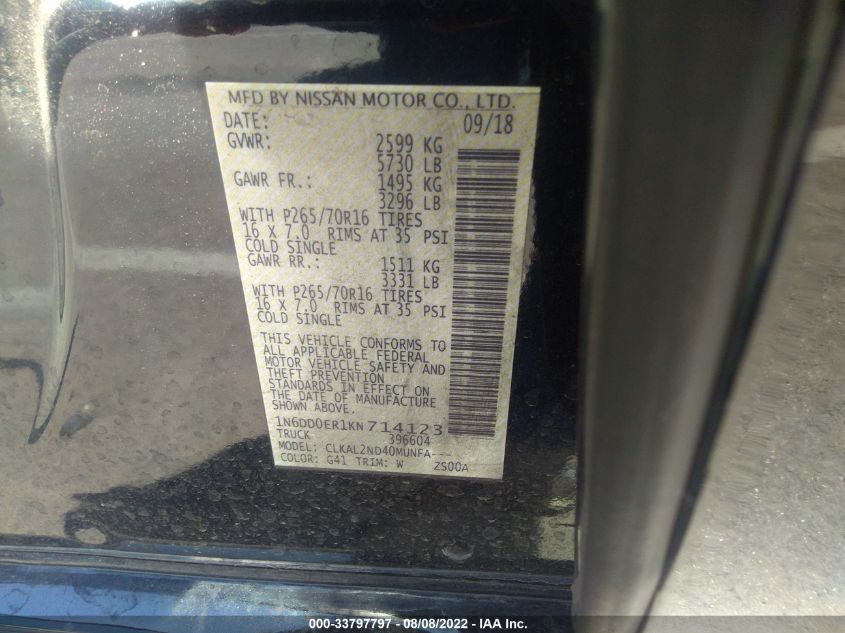 MFD BY NISSAN MOTOR CO., LTD.
DATE: 09/18
GVWR: 2599 KG
5730 LB
GAWR FR.: 1495 KG
3296 LB
WITH P265/70R16 TIRES
16 X 7.0 RIMS AT 35 PSI
COLD SINGLE
GAWR RR.: 1511 KG
3331 LB
WITH P265/70R16 TIRES
16 X 7.0 RIMS AT 35 PSI
COLD SINGLE
THIS VEHICLE CONFORMS TO
ALL APPLICABLE FEDERAL
MOTOR VEHICLE SAFETY AND
THEFT PREVENTION
STANDARDS IN EFFECT ON
THE DATE OF MANUFACTURE
SHOWN ABOVE.
1N6DD0ER1KN714123
TRUCK 396604
MODEL: CLKAL2ND40MUNFA---
COLOR: G41 TRIM: W ZS00A
000-33797797 - 08/08/2022 - IAA Inc.